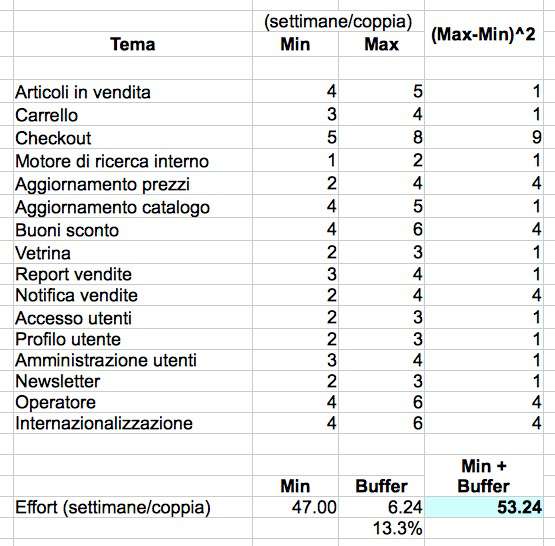 (settimane/coppia)
Tema Min Max (Max-Min)^2
Articoli in vendita 4 5 1
Carrello 3 4 1
Checkout 5 8 9
Motore di ricerca interno 1 2 1
Aggiornamento prezzi 2 4 4
Aggiornamento catalogo 4 5 1
Buoni sconto 4 6 4
Vetrina 2 3 1
Report vendite 3 4 1
Notifica vendite 2 4 4
Accesso utenti 2 3 1
Profilo utente 2 3 1
Amministrazione utenti 3 4 1
Newsletter 2 3 1
Operatore 4 6 4
Internazionalizzazione 4 6 4
Min Buffer Min + Buffer
Effort (settimane/coppia) 47.00 6.24 53.24
13.3%